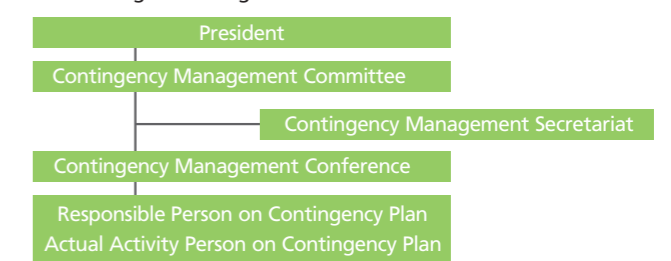 President
Contingency Management Committee
Contingency Management Secretariat
Contingency Management Conference
Responsible Person on Contingency Plan
Actual Activity Person on Contingency Plan